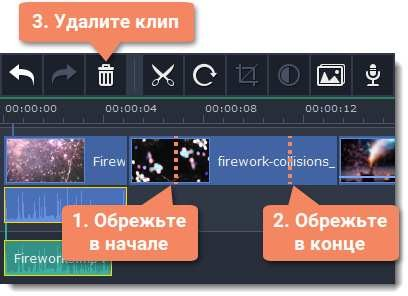 3. Удалите клип
00:00:00 00:00:04 00:00:08 00:00:12
Firew firework-collisions_
1. Обрежьте
в начале
2. Обрежьте
в конце
Firework